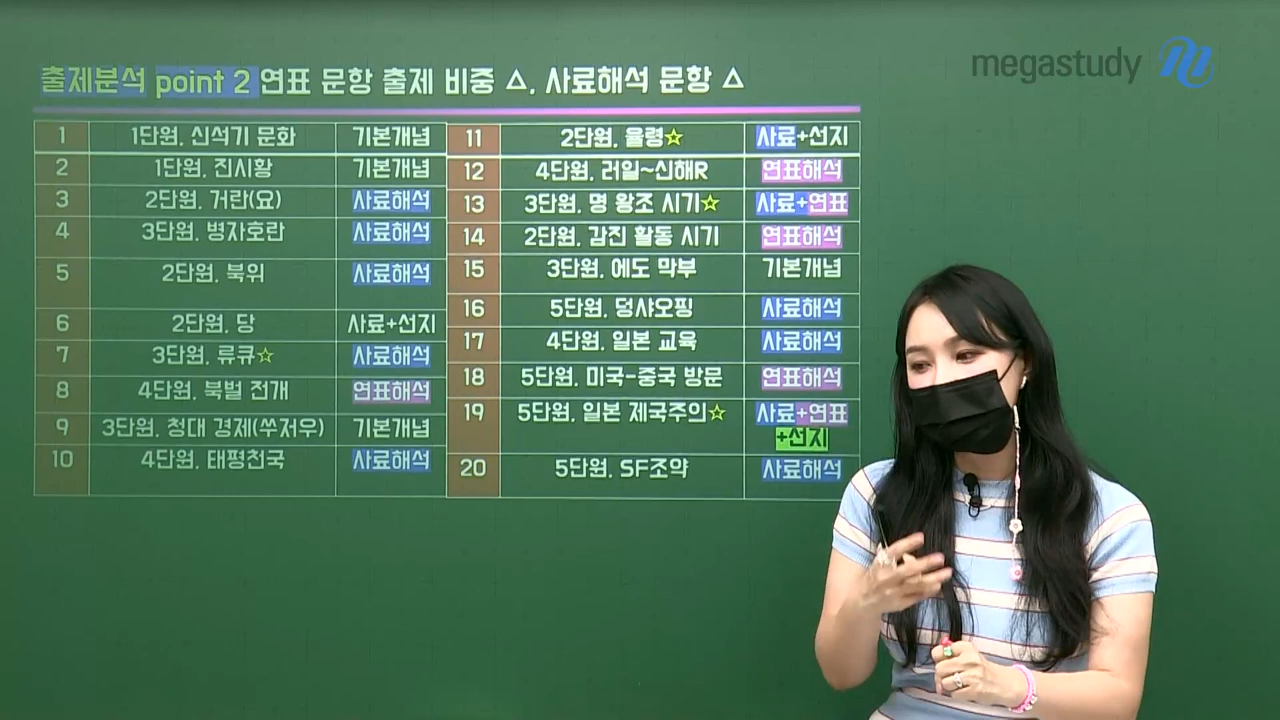 megastudy
출제분석 point 2 연표 문항 출제 비중 △, 사료해석 문항 △
1 1단원. 신석기 문화 기본개념
2 1단원. 진시황 기본개념
3 2단원. 거란(요) 사료해석
4 3단원. 병자호란 사료해석
5 2단원. 북위 사료해석
6 2단원. 당 사료+선지
7 3단원. 류큐☆ 사료해석
8 4단원. 북벌 전개 연표해석
9 3단원. 청대 경제(쑤저우) 기본개념
10 4단원. 태평천국 사료해석
11 2단원. 율령☆ 사료+선지
12 4단원. 러일~신해R 연표해석
13 3단원. 명 왕조 시기☆ 사료+연표
14 2단원. 감진 활동 시기 연표해석
15 3단원. 에도 막부 기본개념
16 5단원. 덩샤오핑 사료해석
17 4단원. 일본 교육 사료해석
18 5단원. 미국-중국 방문 연표해석
19 5단원. 일본 제국주의☆ 사료+연표
+선지
20 5단원. SF조약 사료해석